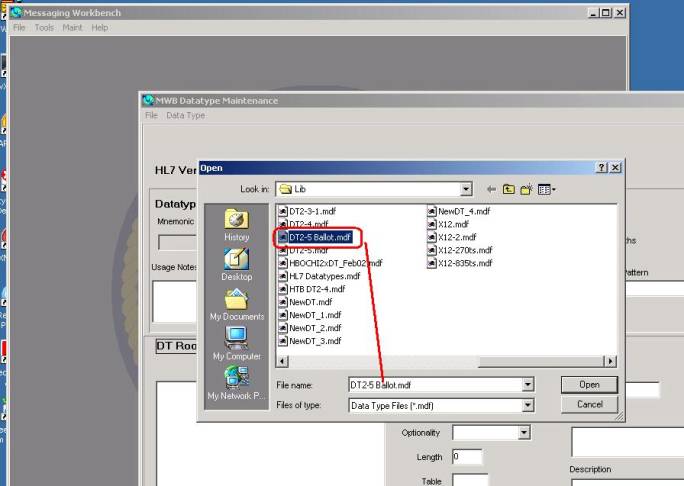 Messaging Workbench
File Tools Maint Help
MWB Datatype Maintenance
File Data Type
HL7 Ver
Open
Look in: Lib
DT2-3-1.mdf
DT2-4.mdf
DT2-5 Ballot.mdf
DT2-5.mdf
HBOCHI2xDT_Feb02.mdf
HL7 Datatypes.mdf
HTB DT2-4.mdf
NewDT.mdf
NewDT_1.mdf
NewDT_2.mdf
NewDT_3.mdf
NewDT_4.mdf
X12.mdf
X12-2.mdf
X12-270ts.mdf
X12-835ts.mdf
History
Desktop
My Documents
My Computer
My Network P...
File name: DT2-5 Ballot.mdf Open
Files of type: Data Type Files (*.mdf) Cancel
Datatyp
Mnemonic
Usage Notes
ths
Pattern
DT Roo
Optionality
Length 0
Table
Description